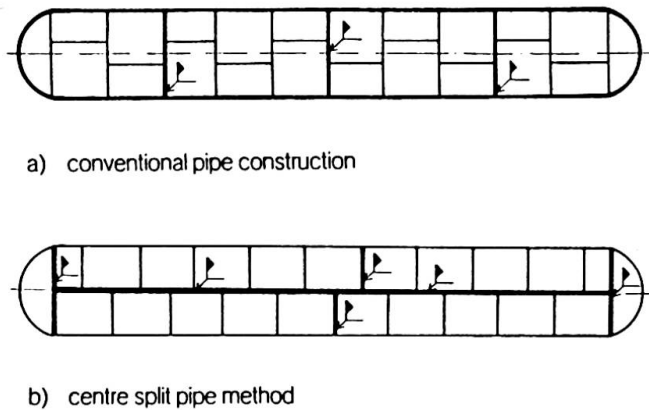 a) conventional pipe construction
b) centre split pipe method